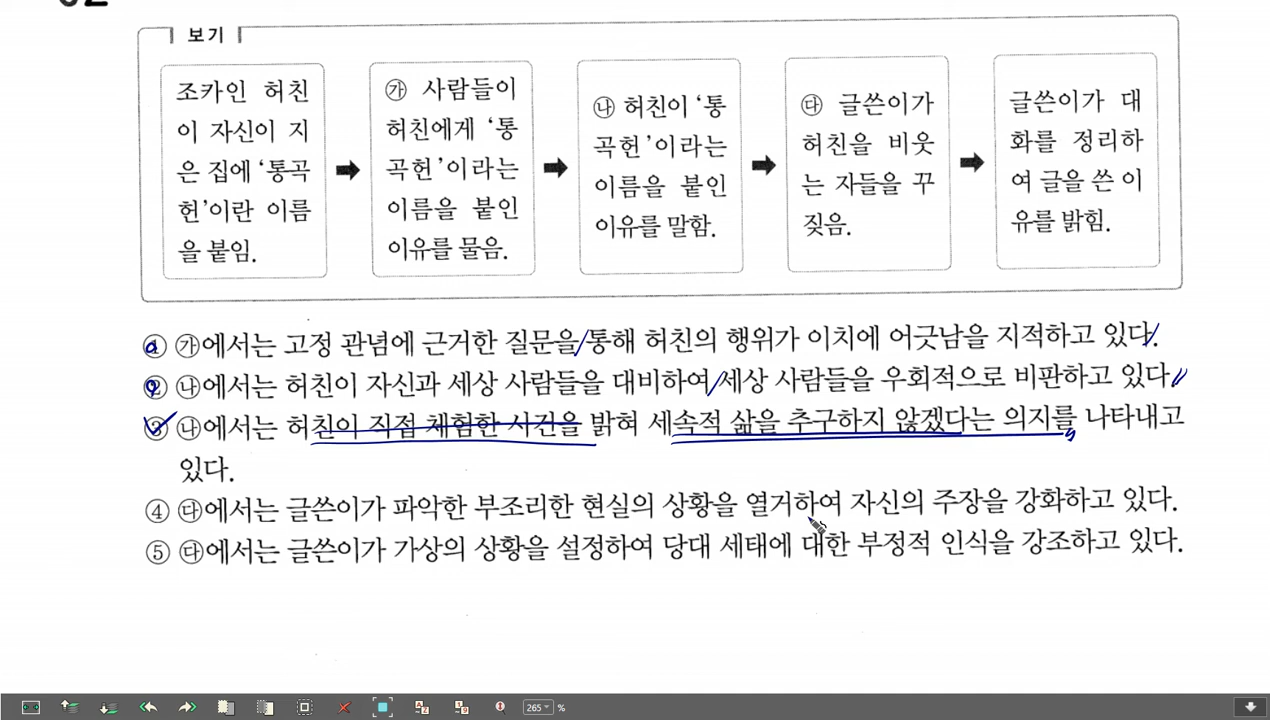 보기
조카인 허친
이 자신이 지
은 집에 ‘통곡
헌’이란 이름
을 붙임.
㉮ 사람들이
허친에게 ‘통
곡헌’이라는
이름을 붙인
이유를 물음.
㉯ 허친이 ‘통
곡헌’이라는
이름을 붙인
이유를 말함.
㉰ 글쓴이가
허친을 비웃
는 자들을 꾸
짖음.
글쓴이가 대
화를 정리하
여 글을 쓴 이
유를 밝힘.
① ㉮에서는 고정 관념에 근거한 질문을 통해 허친의 행위가 이치에 어긋남을 지적하고 있다.
② ㉯에서는 허친이 자신과 세상 사람들을 대비하여 세상 사람들을 우회적으로 비판하고 있다.
③ ㉯에서는 허친이 직접 체험한 사건을 밝혀 세속적 삶을 추구하지 않겠다는 의지를 나타내고
있다.
④ ㉰에서는 글쓴이가 파악한 부조리한 현실의 상황을 열거하여 자신의 주장을 강화하고 있다.
⑤ ㉰에서는 글쓴이가 가상의 상황을 설정하여 당대 세태에 대한 부정적 인식을 강조하고 있다.
265 %